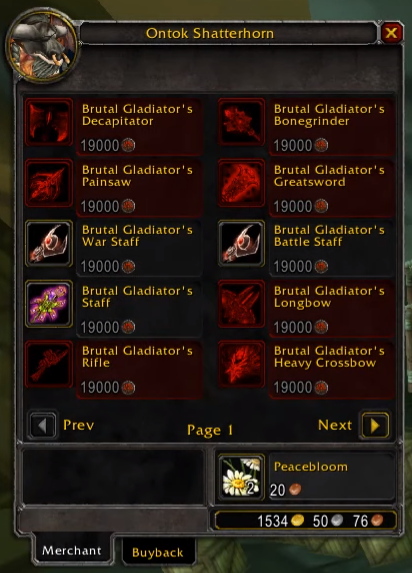 Ontok Shatterhorn
Brutal Gladiator's
Decapitator
19000
Brutal Gladiator's
Bonegrinder
19000
Brutal Gladiator's
Painsaw
19000
Brutal Gladiator's
Greatsword
19000
Brutal Gladiator's
War Staff
19000
Brutal Gladiator's
Battle Staff
19000
Brutal Gladiator's
Staff
19000
Brutal Gladiator's
Longbow
19000
Brutal Gladiator's
Rifle
19000
Brutal Gladiator's
Heavy Crossbow
19000
Prev
Page 1
Next
2
Peacebloom
20
1534 50 76
Merchant
Buyback